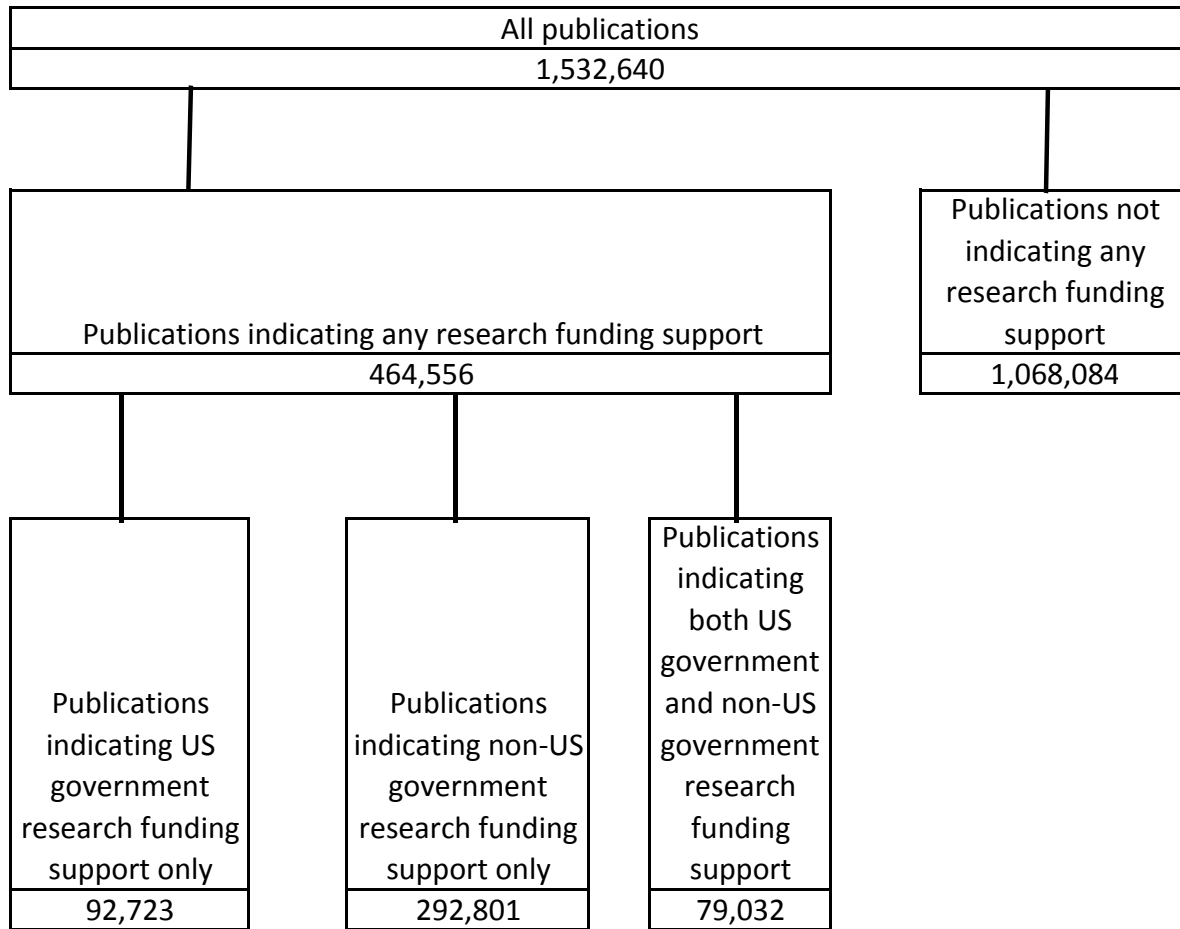 All publications
1,532,640
Publications indicating any research funding support
464,556
Publications not
indicating any
research funding
support
1,068,084
Publications
indicating US
government
research funding
support only
92,723
Publications
indicating non-US
government
research funding
support only
292,801
Publications
indicating
both US
government
and non-US
government
research
funding
support
79,032